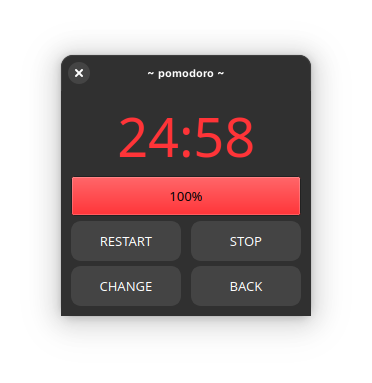 ~ pomodoro ~
24:58
100%
RESTART STOP
CHANGE BACK